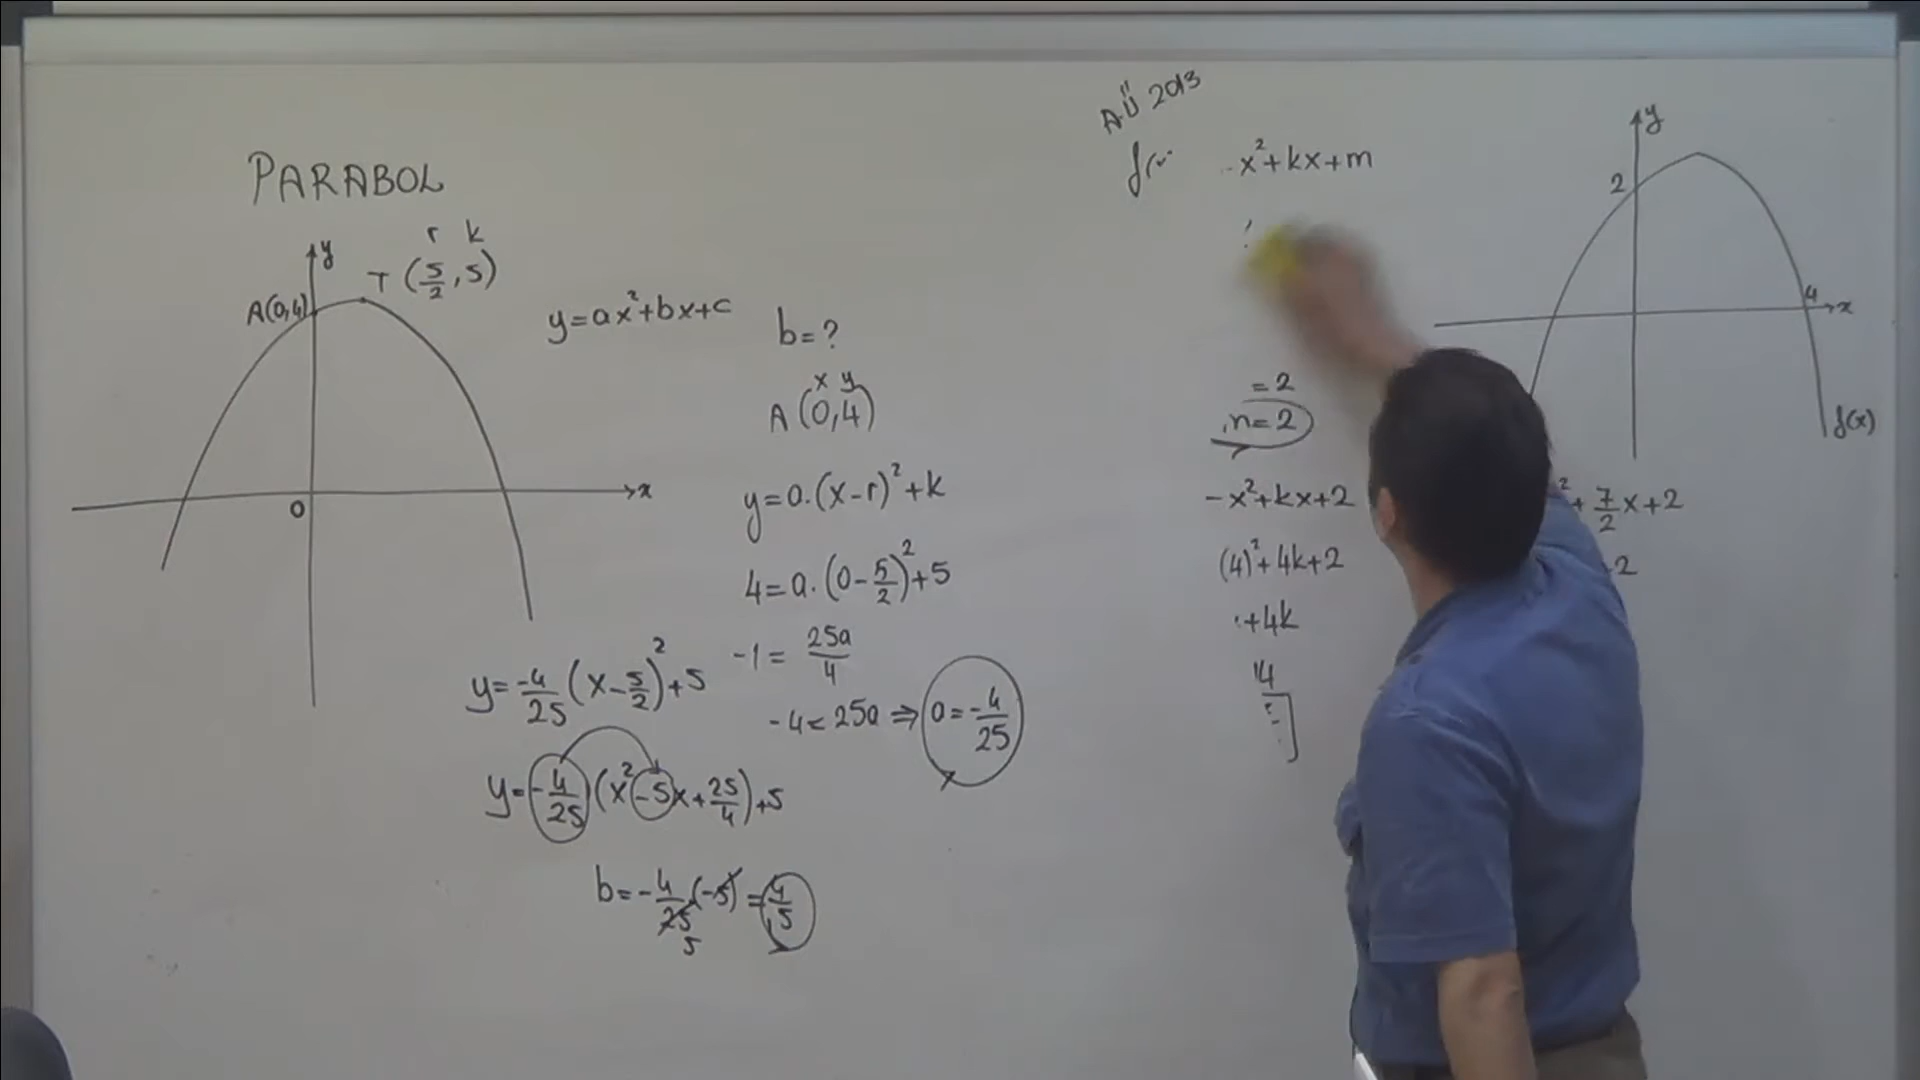 PARABOL
r k
T (5/2, 5)
y
A(0,4)
x
0
y=ax²+bx+c
b=?
x y
A (0,4)
y=a.(x-r)²+k
4=a.(0-5/2)²+5
-1= 25a/4
-4=25a ⇒ a=-4/25
y=-4/25 (x-5/2)²+5
y=-4/25 (x²-5x+25/4)+5
b=-4/25 (-5) = 4/5
5
AÜ 2013
-x²+kx+m
=2
m=2
-x²+kx+2
(4)²+4k+2
+4k
14
y
2
4
x
f(x)
²+7/2x+2
2